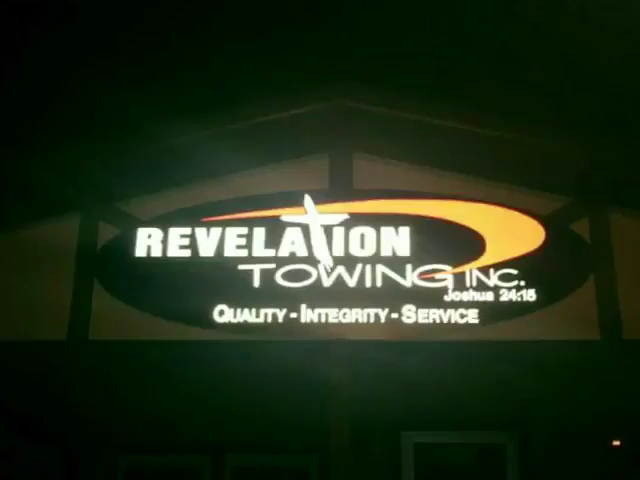 REVELATION
TOWING INC.
Joshua 24:15
QUALITY - INTEGRITY - SERVICE